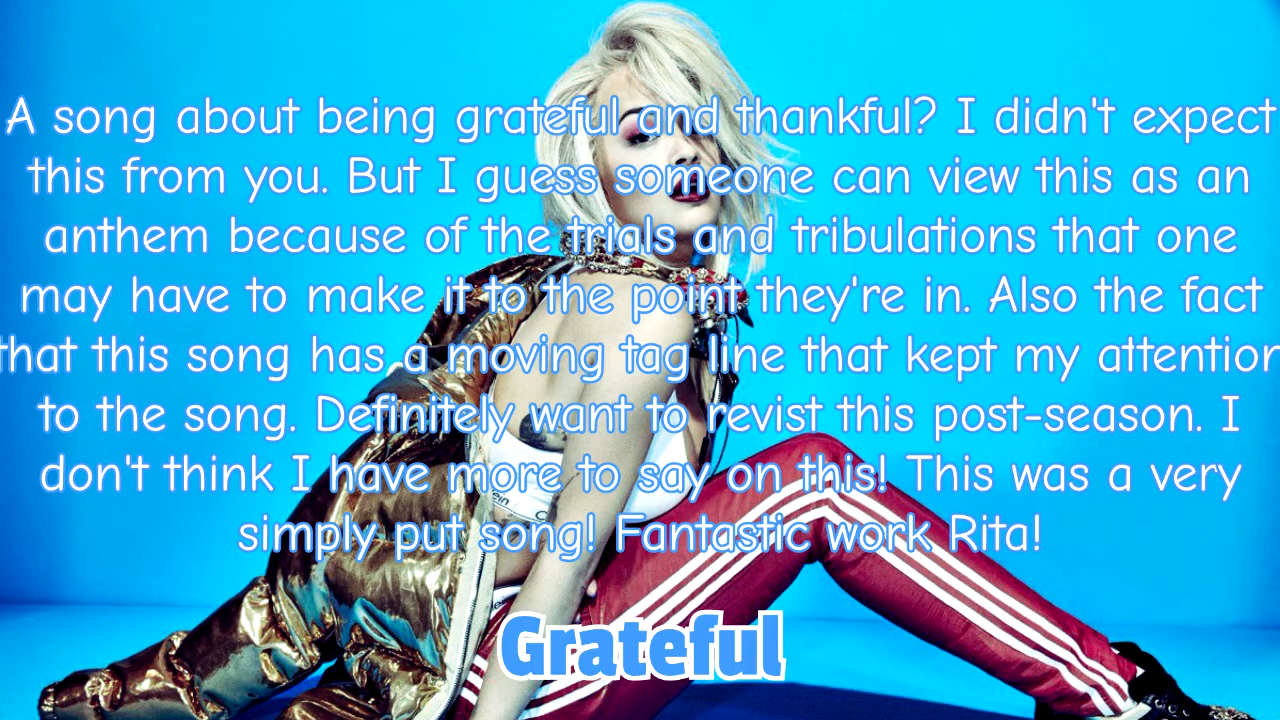 A song about being grateful and thankful? I didn't expect
this from you. But I guess someone can view this as an
anthem because of the trials and tribulations that one
may have to make it to the point they're in. Also the fact
that this song has a moving tag line that kept my attention
to the song. Definitely want to revist this post-season. I
don't think I have more to say on this! This was a very
simply put song! Fantastic work Rita!
Grateful